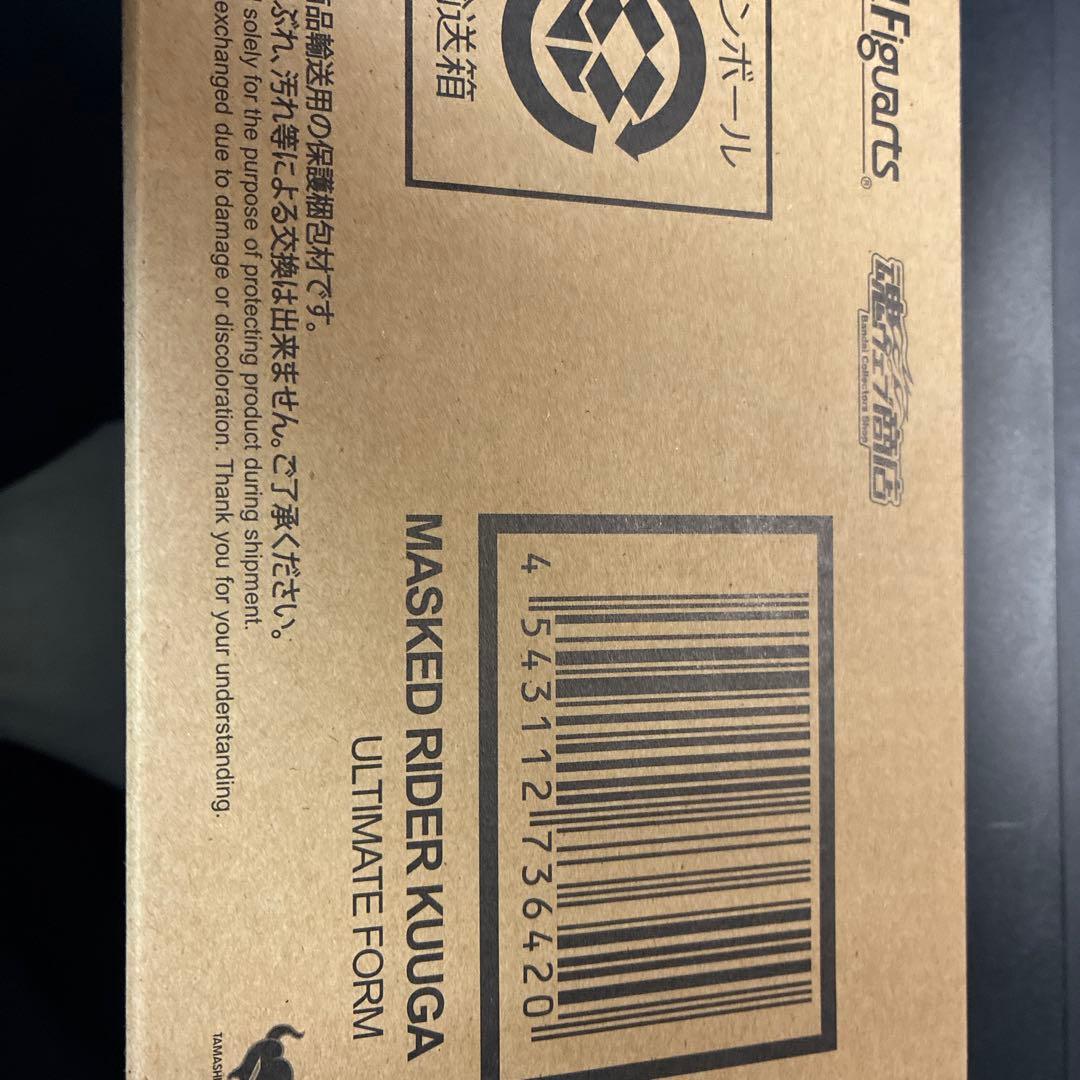 Figuarts®
魂ウェブ商店
Bandai Collectors Shop
ンボール
送箱
品輸送用の保護梱包材です。
ぶれ、汚れ等による交換は出来ません。ご了承ください。
solely for the purpose of protecting product during shipment.
exchanged due to damage or discoloration. Thank you for your understanding.
4 543112 736420
MASKED RIDER KUUGA
ULTIMATE FORM